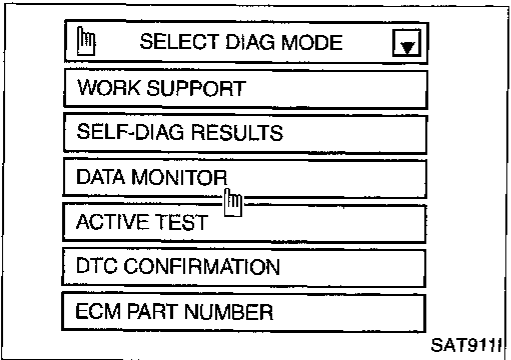 SELECT DIAG MODE
WORK SUPPORT
SELF-DIAG RESULTS
DATA MONITOR
ACTIVE TEST
DTC CONFIRMATION
ECM PART NUMBER
SAT911I